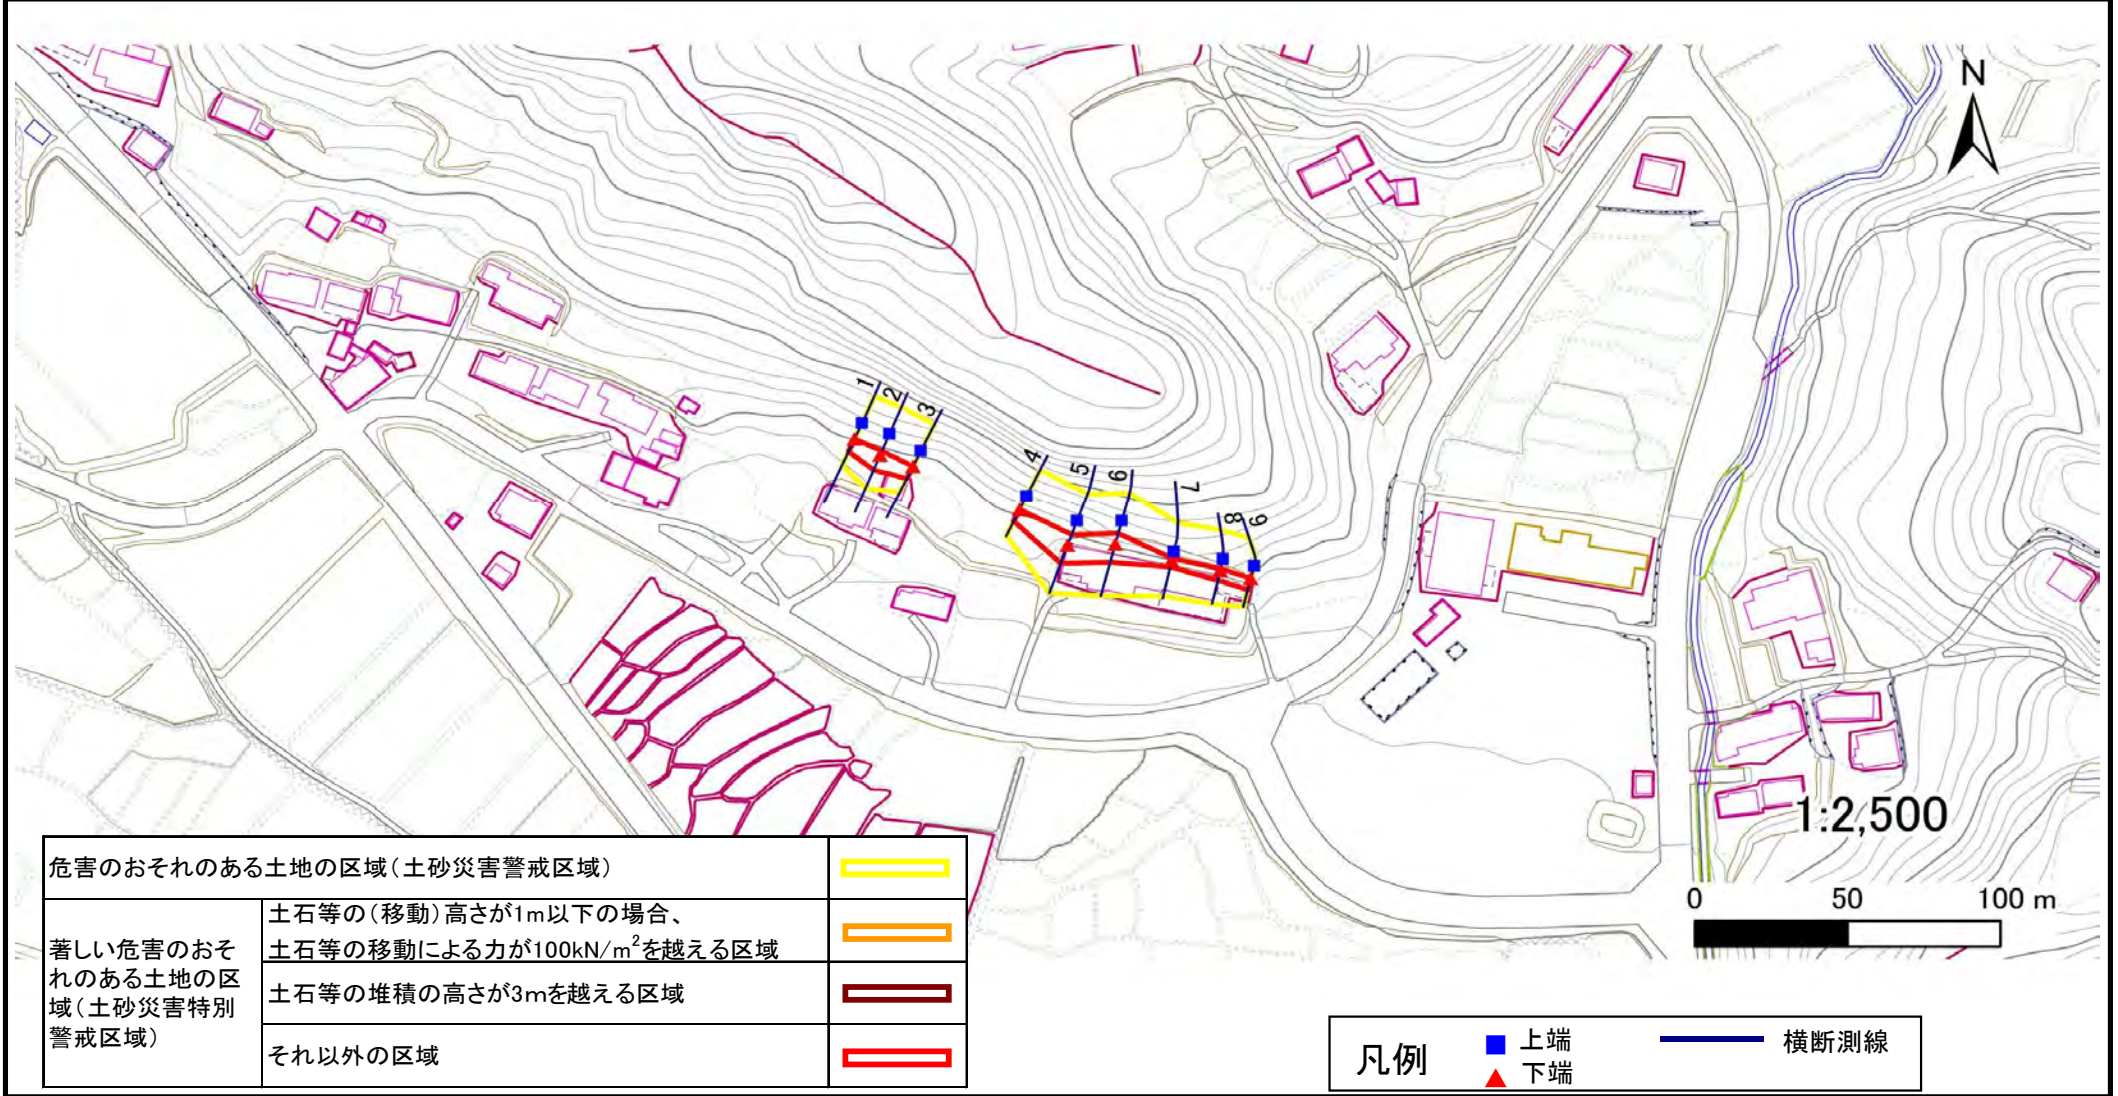 N
1
2
3
4
5
6
7
8
9
1:2,500
0 50 100 m
危害のおそれのある土地の区域(土砂災害警戒区域)
著しい危害のおそ
れのある土地の区
域(土砂災害特別
警戒区域)
土石等の(移動)高さが1m以下の場合、
土石等の移動による力が100kN/m²を越える区域
土石等の堆積の高さが3mを越える区域
それ以外の区域
凡例
上端
下端
横断測線